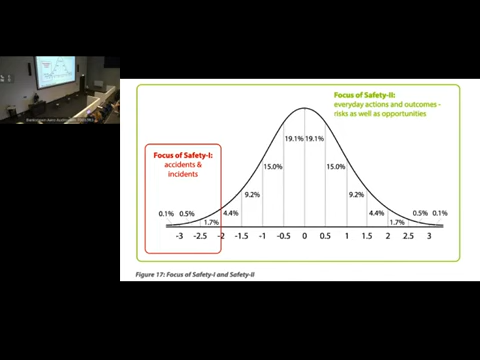 Focus of Safety-II:
everyday actions and outcomes -
risks as well as opportunities
Focus of Safety-I:
accidents &
incidents
19.1% 19.1%
15.0% 15.0%
9.2% 9.2%
0.1% 0.5% 4.4% 4.4% 0.5% 0.1%
1.7% 1.7%
-3 -2.5 -2 -1.5 -1 -0.5 0 0.5 1 1.5 2 2.5 3
Figure 17: Focus of Safety-I and Safety-II